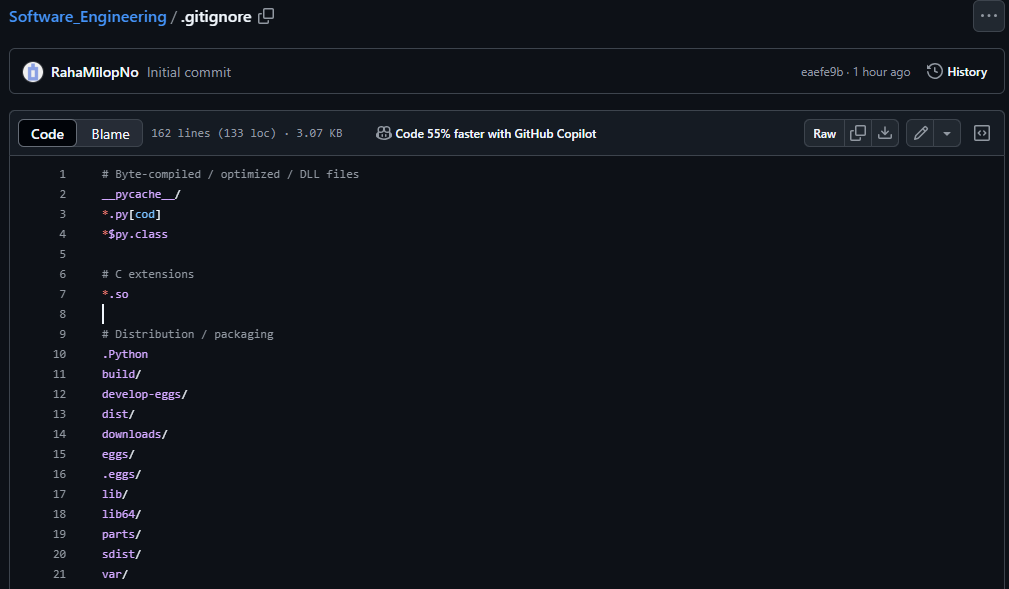 Software_Engineering / .gitignore
RahaMilopNo Initial commit eaefe9b · 1 hour ago History
Code Blame 162 lines (133 loc) · 3.07 KB Code 55% faster with GitHub Copilot Raw
1 # Byte-compiled / optimized / DLL files
2 __pycache__/
3 *.py[cod]
4 *$py.class
5
6 # C extensions
7 *.so
8
9 # Distribution / packaging
10 .Python
11 build/
12 develop-eggs/
13 dist/
14 downloads/
15 eggs/
16 .eggs/
17 lib/
18 lib64/
19 parts/
20 sdist/
21 var/